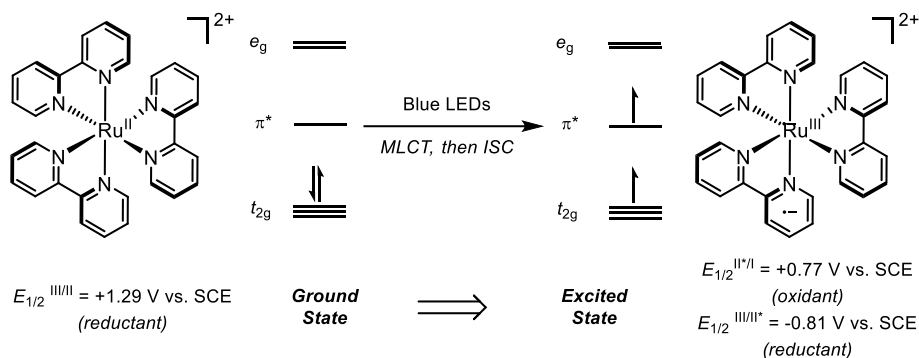 2+
N
N
N
N
N
N
Ru^II
e_g
π*
t_2g
Blue LEDs
MLCT, then ISC
e_g
π*
t_2g
2+
N
N
N
N
N
N
Ru^III
•−
E_1/2 ^III/II = +1.29 V vs. SCE
(reductant)
Ground
State
Excited
State
E_1/2^II*/I = +0.77 V vs. SCE
(oxidant)
E_1/2 ^III/II* = -0.81 V vs. SCE
(reductant)